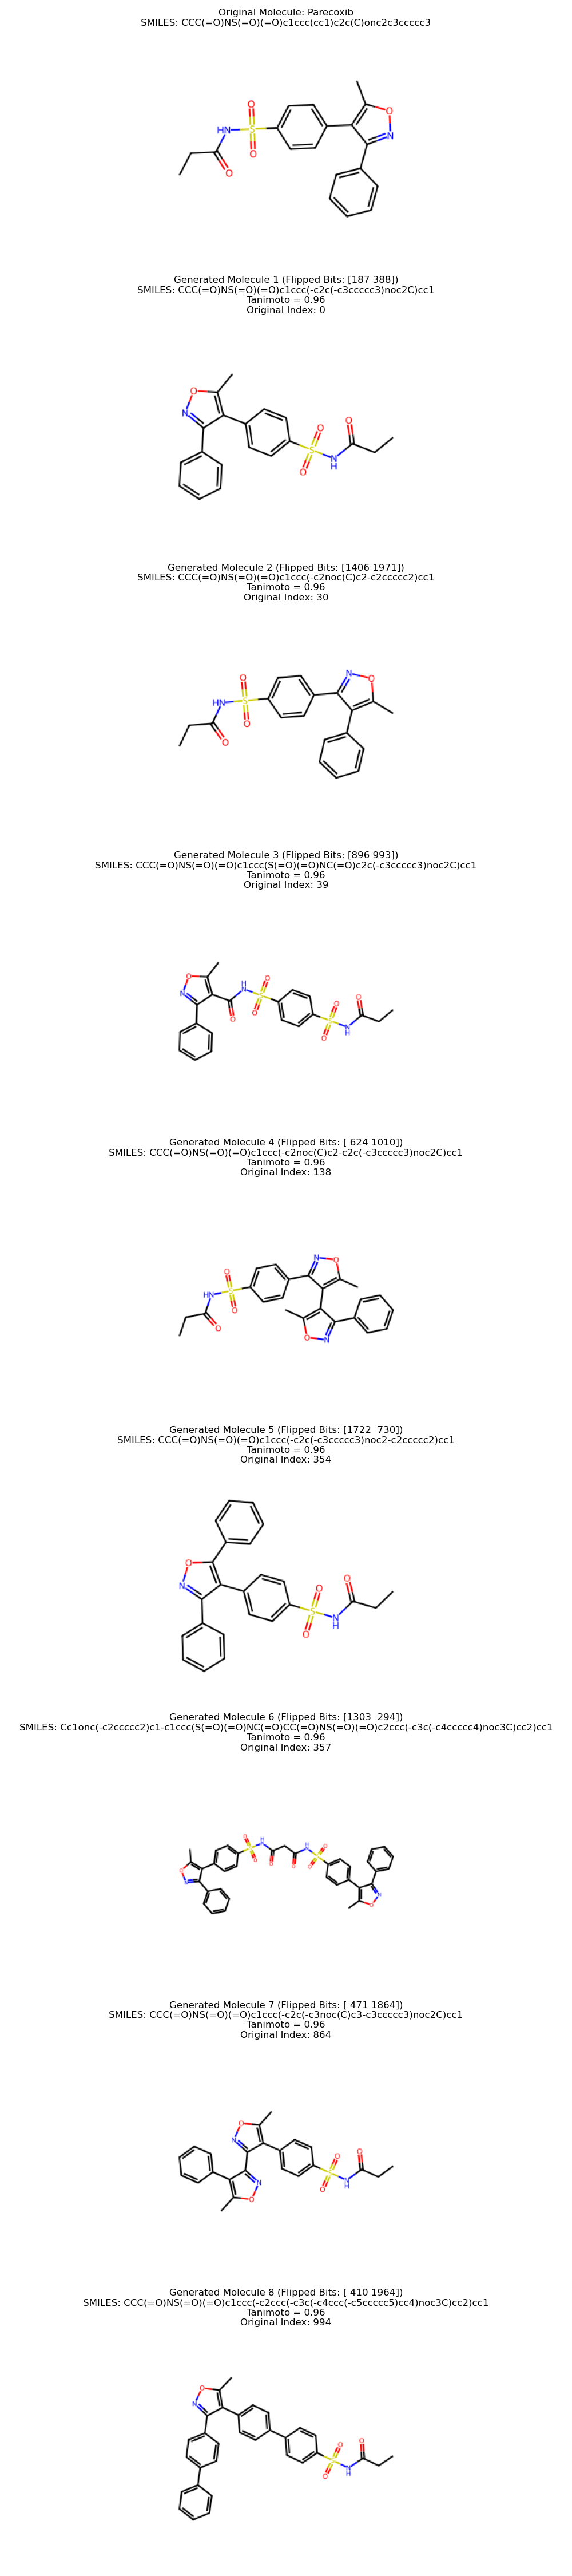 Original Molecule: Parecoxib
SMILES: CCC(=O)NS(=O)(=O)c1ccc(cc1)c2c(C)onc2c3ccccc3
O
HN
S
O
O
O
N
Generated Molecule 1 (Flipped Bits: [187 388])
SMILES: CCC(=O)NS(=O)(=O)c1ccc(-c2c(-c3ccccc3)noc2C)cc1
Tanimoto = 0.96
Original Index: 0
O
N
O
S
O
N
H
O
Generated Molecule 2 (Flipped Bits: [1406 1971])
SMILES: CCC(=O)NS(=O)(=O)c1ccc(-c2noc(C)c2-c2ccccc2)cc1
Tanimoto = 0.96
Original Index: 30
O
HN
S
O
O
N
O
Generated Molecule 3 (Flipped Bits: [896 993])
SMILES: CCC(=O)NS(=O)(=O)c1ccc(S(=O)(=O)NC(=O)c2c(-c3ccccc3)noc2C)cc1
Tanimoto = 0.96
Original Index: 39
O
N
O
H
N
O
S
O
O
S
O
N
H
O
Generated Molecule 4 (Flipped Bits: [ 624 1010])
SMILES: CCC(=O)NS(=O)(=O)c1ccc(-c2noc(C)c2-c2c(-c3ccccc3)noc2C)cc1
Tanimoto = 0.96
Original Index: 138
O
HN
S
O
O
N
O
O
N
Generated Molecule 5 (Flipped Bits: [1722  730])
SMILES: CCC(=O)NS(=O)(=O)c1ccc(-c2c(-c3ccccc3)noc2-c2ccccc2)cc1
Tanimoto = 0.96
Original Index: 354
O
N
O
S
O
N
H
O
Generated Molecule 6 (Flipped Bits: [1303  294])
SMILES: Cc1onc(-c2ccccc2)c1-c1ccc(S(=O)(=O)NC(=O)CC(=O)NS(=O)(=O)c2ccc(-c3c(-c4ccccc4)noc3C)cc2)cc1
Tanimoto = 0.96
Original Index: 357
O
N
O
S
O
H
N
O
O
H
N
O
S
O
N
O
Generated Molecule 7 (Flipped Bits: [ 471 1864])
SMILES: CCC(=O)NS(=O)(=O)c1ccc(-c2c(-c3noc(C)c3-c3ccccc3)noc2C)cc1
Tanimoto = 0.96
Original Index: 864
O
N
N
O
O
S
O
N
H
O
Generated Molecule 8 (Flipped Bits: [ 410 1964])
SMILES: CCC(=O)NS(=O)(=O)c1ccc(-c2ccc(-c3c(-c4ccc(-c5ccccc5)cc4)noc3C)cc2)cc1
Tanimoto = 0.96
Original Index: 994
O
N
O
S
O
N
H
O